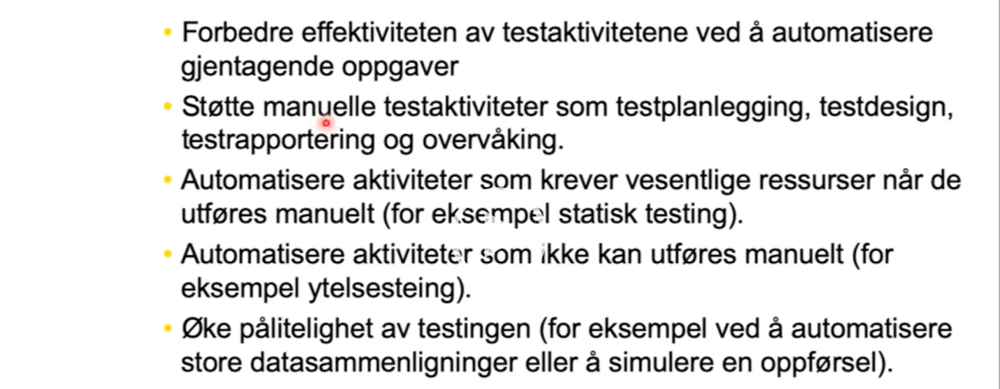 • Forbedre effektiviteten av testaktivitetene ved å automatisere
gjentagende oppgaver
• Støtte manuelle testaktiviteter som testplanlegging, testdesign,
testrapportering og overvåking.
• Automatisere aktiviteter som krever vesentlige ressurser når de
utføres manuelt (for eksempel statisk testing).
• Automatisere aktiviteter som ikke kan utføres manuelt (for
eksempel ytelsesteing).
• Øke pålitelighet av testingen (for eksempel ved å automatisere
store datasammenligninger eller å simulere en oppførsel).